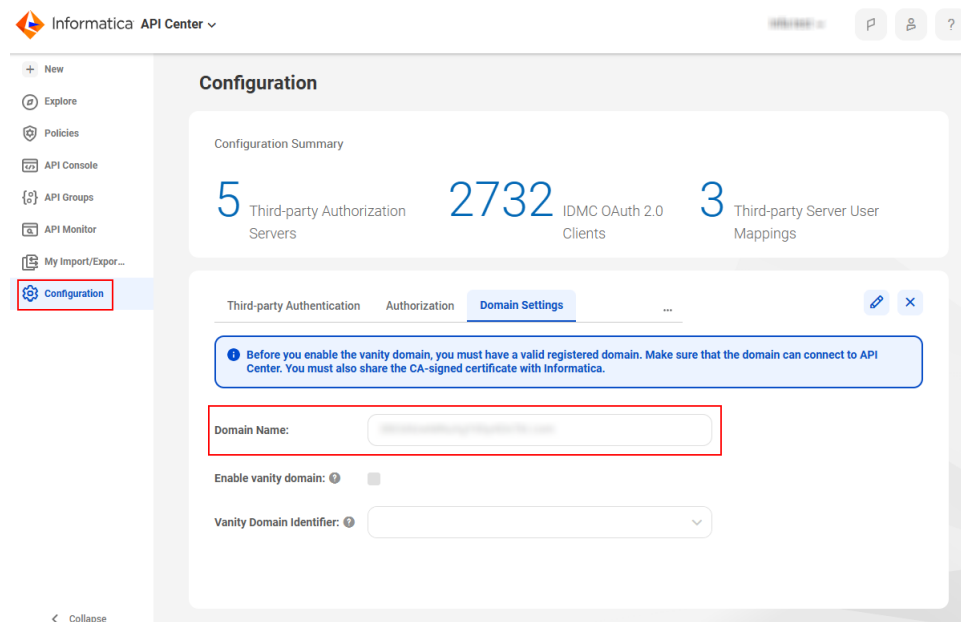 Informatica API Center
?
New
Explore
Policies
API Console
API Groups
API Monitor
My Import/Expor...
Configuration
Collapse
Configuration
Configuration Summary
5 Third-party Authorization
Servers
2732 IDMC OAuth 2.0
Clients
3 Third-party Server User
Mappings
Third-party Authentication Authorization Domain Settings ...
Before you enable the vanity domain, you must have a valid registered domain. Make sure that the domain can connect to API
Center. You must also share the CA-signed certificate with Informatica.
Domain Name:
Enable vanity domain: ?
Vanity Domain Identifier: ?